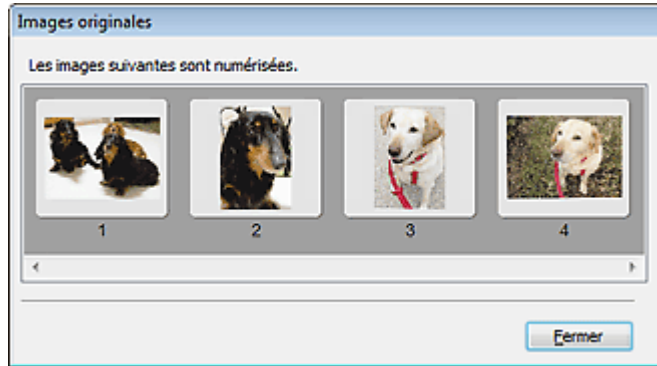 Images originales
Les images suivantes sont numérisées.
1 2 3 4
Fermer